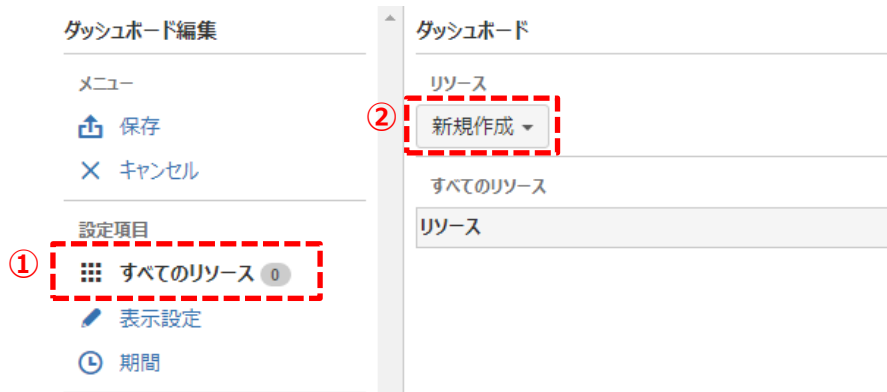 ダッシュボード編集
メニュー
保存
キャンセル
設定項目
①
すべてのリソース 0
表示設定
期間
ダッシュボード
リソース
②
新規作成
すべてのリソース
リソース